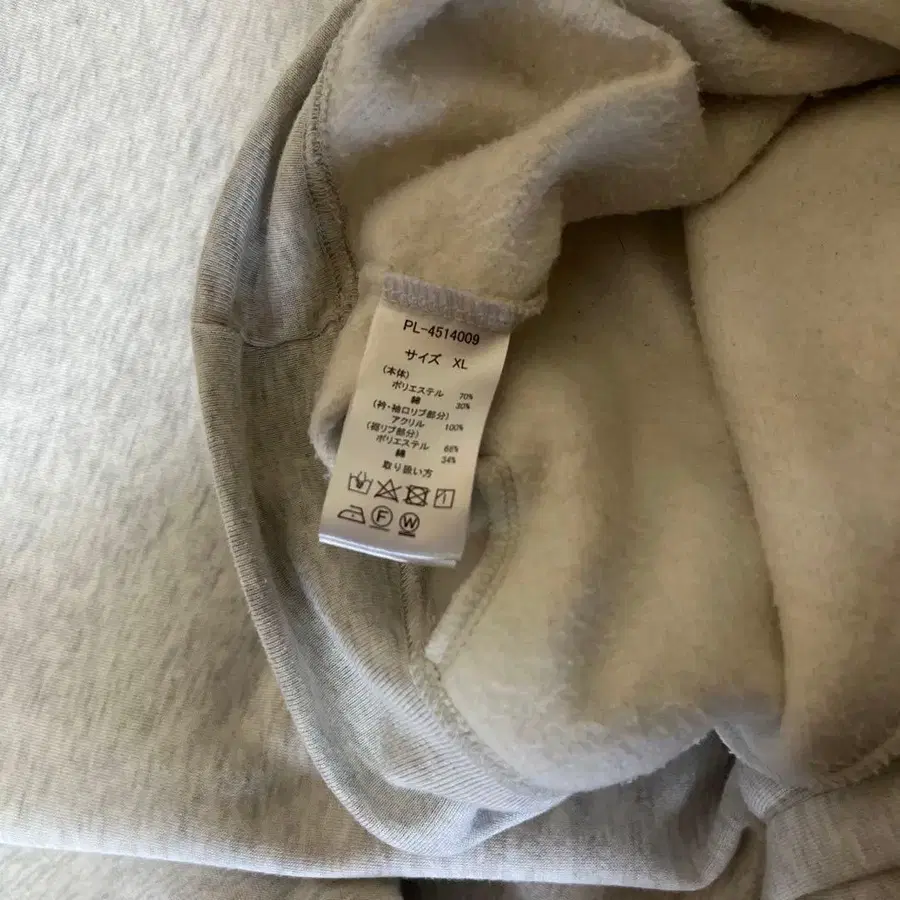 PL-4514009
サイズ XL
(本体)
ポリエステル 70%
綿 30%
(衿・袖口リブ部分)
アクリル 100%
(裾リブ部分)
ポリエステル 66%
綿 34%
取り扱い方
F W